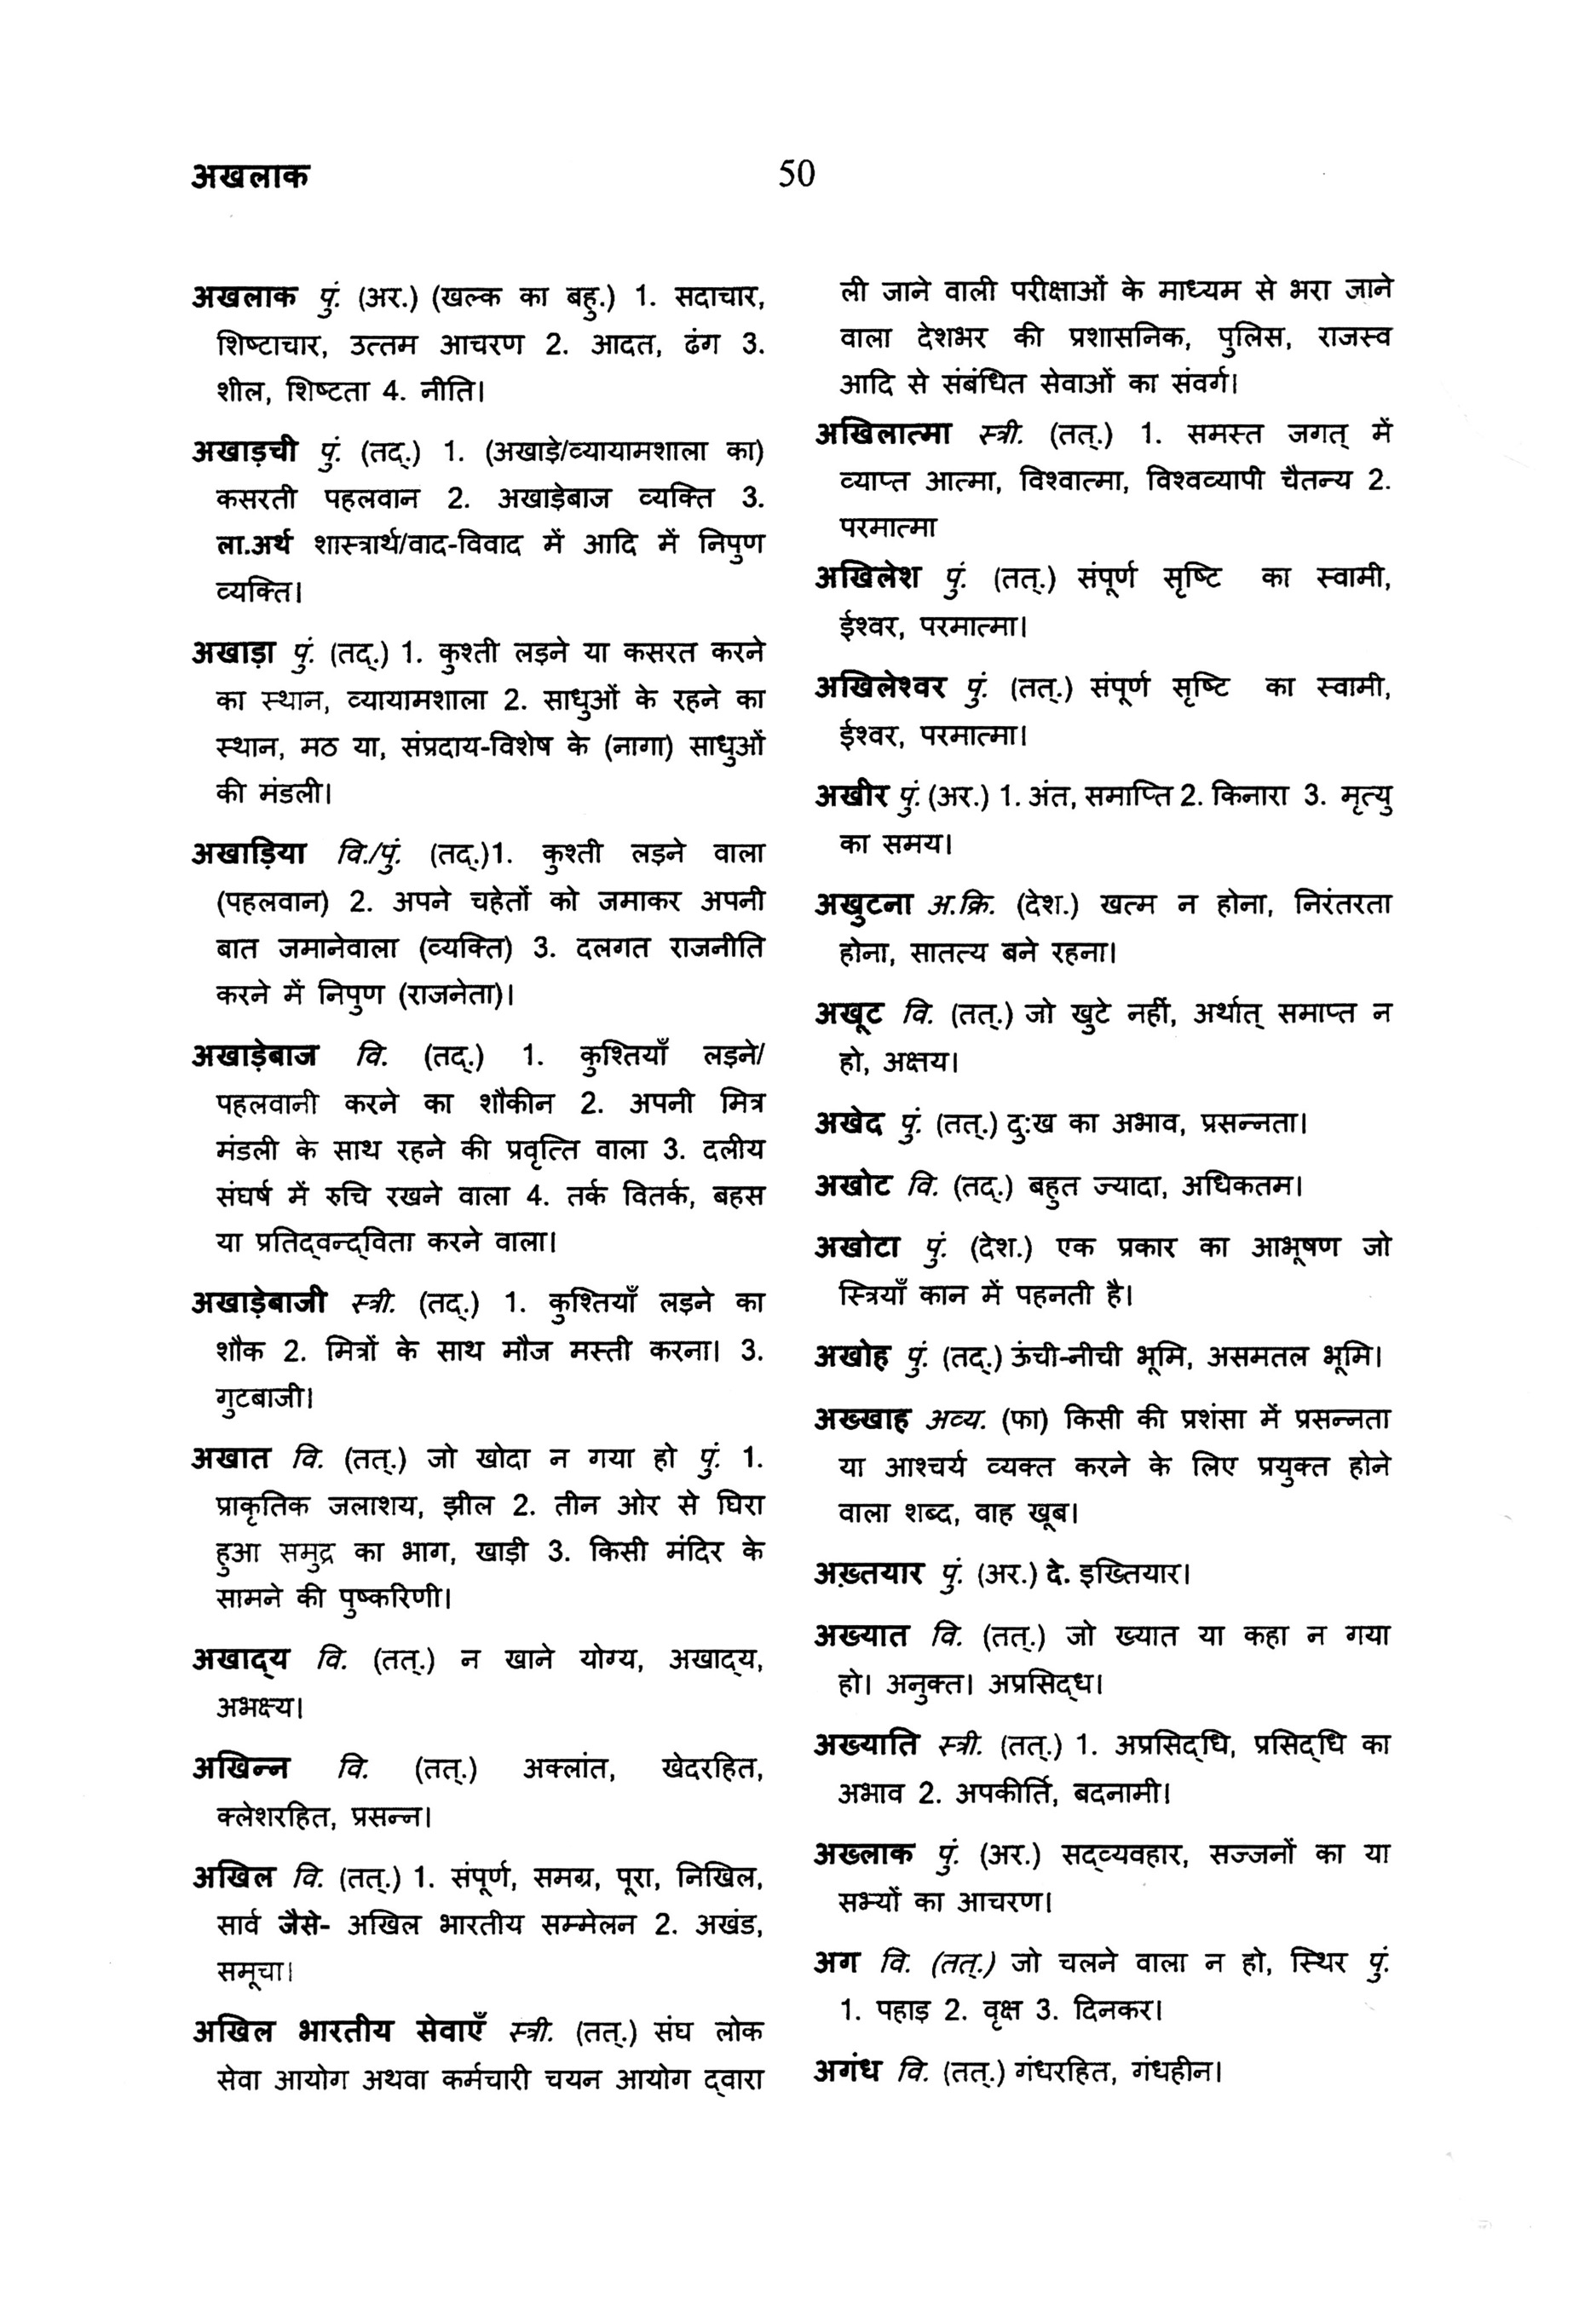 अखलाक
50
अखलाक पुं. (अर.) (खल्क का बहु.) 1. सदाचार,
शिष्टाचार, उत्तम आचरण 2. आदत, ढंग 3.
शील, शिष्टता 4. नीति।
अखाड़ची पुं. (तद्.) 1. (अखाड़े/व्यायामशाला का)
कसरती पहलवान 2. अखाड़ेबाज व्यक्ति 3.
ला.अर्थ शास्त्रार्थ/वाद-विवाद में आदि में निपुण
व्यक्ति।
अखाड़ा पुं. (तद्.) 1. कुश्ती लड़ने या कसरत करने
का स्थान, व्यायामशाला 2. साधुओं के रहने का
स्थान, मठ या, संप्रदाय-विशेष के (नागा) साधुओं
की मंडली।
अखाड़िया वि./पुं. (तद्.)1. कुश्ती लड़ने वाला
(पहलवान) 2. अपने चहेतों को जमाकर अपनी
बात जमानेवाला (व्यक्ति) 3. दलगत राजनीति
करने में निपुण (राजनेता)।
अखाड़ेबाज वि. (तद्.) 1. कुश्तियाँ लड़ने/
पहलवानी करने का शौकीन 2. अपनी मित्र
मंडली के साथ रहने की प्रवृत्ति वाला 3. दलीय
संघर्ष में रुचि रखने वाला 4. तर्क वितर्क, बहस
या प्रतिद्‌वन्द्‌विता करने वाला।
अखाड़ेबाजी स्त्री. (तद्.) 1. कुश्तियाँ लड़ने का
शौक 2. मित्रों के साथ मौज मस्ती करना। 3.
गुटबाजी।
अखात वि. (तत्.) जो खोदा न गया हो पुं. 1.
प्राकृतिक जलाशय, झील 2. तीन ओर से घिरा
हुआ समुद्र का भाग, खाड़ी 3. किसी मंदिर के
सामने की पुष्करिणी।
अखाद्‌य वि. (तत्.) न खाने योग्य, अखाद्‌य,
अभक्ष्य।
अखिन्न वि. (तत्.) अक्लांत, खेदरहित,
क्लेशरहित, प्रसन्न।
अखिल वि. (तत्.) 1. संपूर्ण, समग्र, पूरा, निखिल,
सार्व जैसे- अखिल भारतीय सम्मेलन 2. अखंड,
समूचा।
अखिल भारतीय सेवाएँ स्त्री. (तत्.) संघ लोक
सेवा आयोग अथवा कर्मचारी चयन आयोग द्‌वारा
ली जाने वाली परीक्षाओं के माध्यम से भरा जाने
वाला देशभर की प्रशासनिक, पुलिस, राजस्व
आदि से संबंधित सेवाओं का संवर्ग।
अखिलात्मा स्त्री. (तत्.) 1. समस्त जगत् में
व्याप्त आत्मा, विश्वात्मा, विश्वव्यापी चैतन्य 2.
परमात्मा
अखिलेश पुं. (तत्.) संपूर्ण सृष्टि का स्वामी,
ईश्वर, परमात्मा।
अखिलेश्वर पुं. (तत्.) संपूर्ण सृष्टि का स्वामी,
ईश्वर, परमात्मा।
अखीर पुं. (अर.) 1. अंत, समाप्ति 2. किनारा 3. मृत्यु
का समय।
अखुटना अ.क्रि. (देश.) खत्म न होना, निरंतरता
होना, सातत्य बने रहना।
अखूट वि. (तत्.) जो खुटे नहीं, अर्थात् समाप्त न
हो, अक्षय।
अखेद पुं. (तत्.) दुःख का अभाव, प्रसन्नता।
अखोट वि. (तद्.) बहुत ज्यादा, अधिकतम।
अखोटा पुं. (देश.) एक प्रकार का आभूषण जो
स्त्रियाँ कान में पहनती है।
अखोह पुं. (तद्.) ऊंची-नीची भूमि, असमतल भूमि।
अख्खाह अव्य. (फा) किसी की प्रशंसा में प्रसन्नता
या आश्चर्य व्यक्त करने के लिए प्रयुक्त होने
वाला शब्द, वाह खूब।
अख़्तयार पुं. (अर.) दे. इख्तियार।
अख्यात वि. (तत्.) जो ख्यात या कहा न गया
हो। अनुक्त। अप्रसिद्‌ध।
अख्याति स्त्री. (तत्.) 1. अप्रसिद्‌धि, प्रसिद्‌धि का
अभाव 2. अपकीर्ति, बदनामी।
अख्लाक पुं. (अर.) सद्‌व्यवहार, सज्जनों का या
सभ्यों का आचरण।
अग वि. (तत्.) जो चलने वाला न हो, स्थिर पुं.
1. पहाड़ 2. वृक्ष 3. दिनकर।
अगंध वि. (तत्.) गंधरहित, गंधहीन।